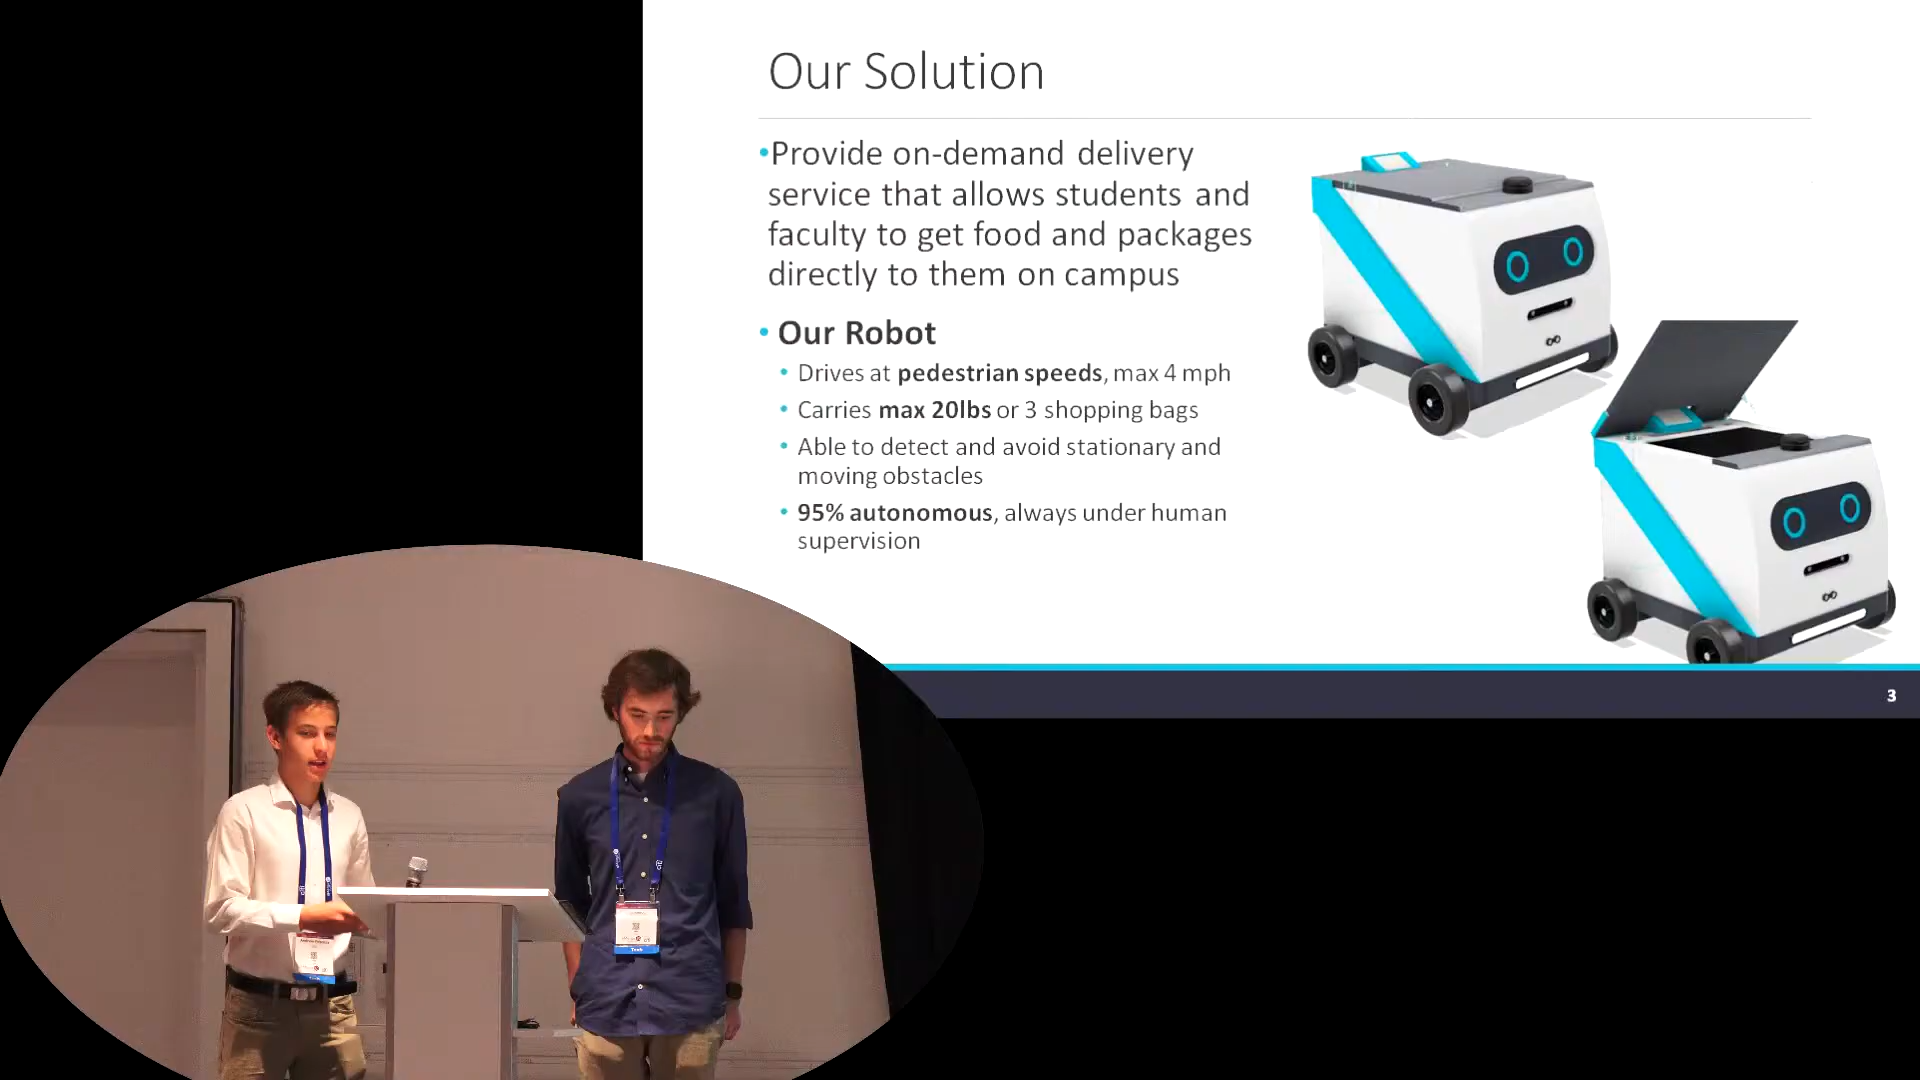 Our Solution
•Provide on-demand delivery
service that allows students and
faculty to get food and packages
directly to them on campus
• Our Robot
• Drives at pedestrian speeds, max 4 mph
• Carries max 20lbs or 3 shopping bags
• Able to detect and avoid stationary and
moving obstacles
• 95% autonomous, always under human
supervision
3